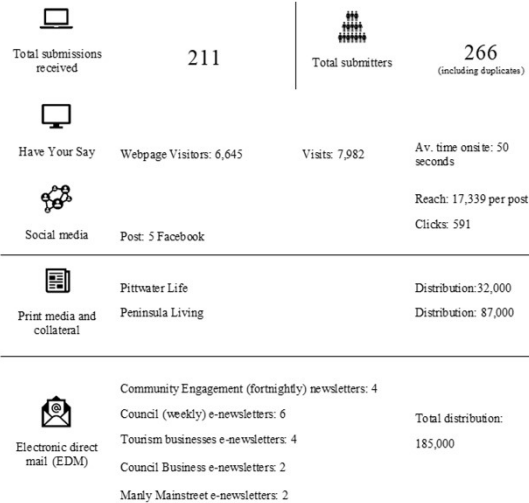 Total submissions
received
211
Total submitters
266
(including duplicates)
Have Your Say
Webpage Visitors: 6,645
Visits: 7,982
Av. time onsite: 50
seconds
Social media
Post: 5 Facebook
Reach: 17,339 per post
Clicks: 591
Print media and
collateral
Pittwater Life
Distribution:32,000
Peninsula Living
Distribution: 87,000
Electronic direct
mail (EDM)
Community Engagement (fortnightly) newsletters: 4
Council (weekly) e-newsletters: 6
Tourism businesses e-newsletters: 4
Council Business e-newsletters: 2
Manly Mainstreet e-newsletters: 2
Total distribution:
185,000